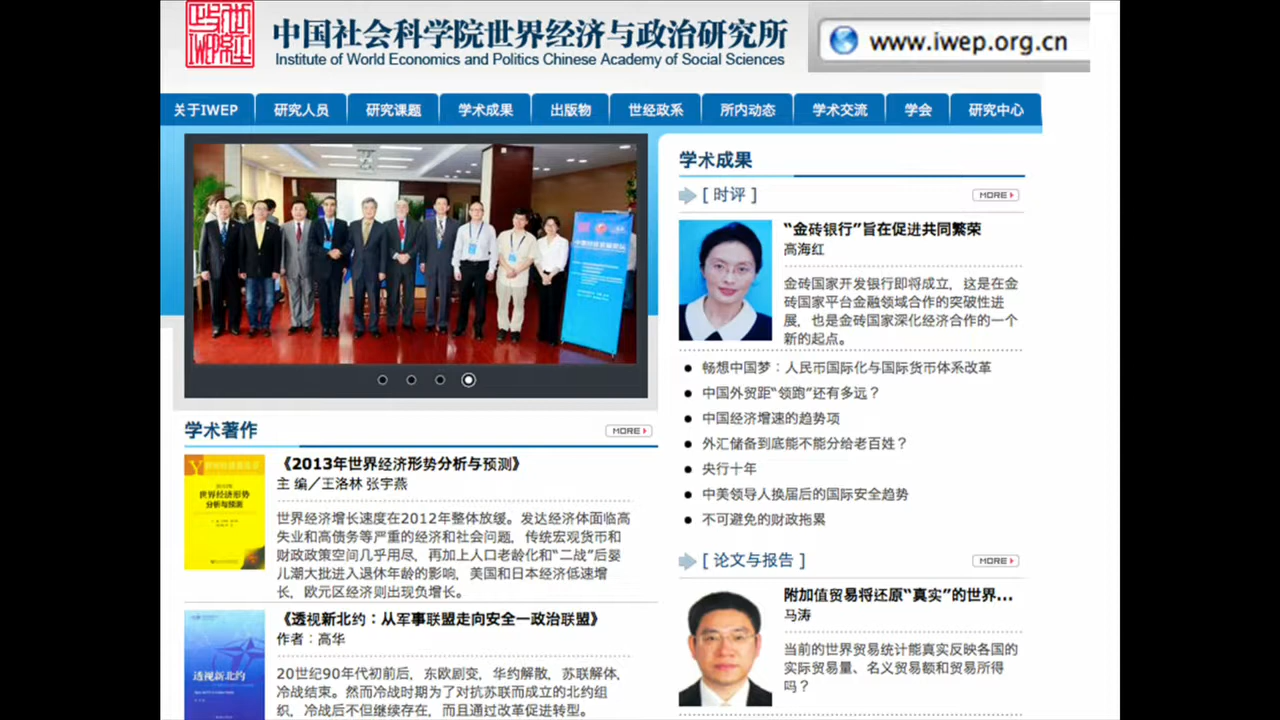 中国社会科学院世界经济与政治研究所
Institute of World Economics and Politics Chinese Academy of Social Sciences
www.iwep.org.cn
IWEP
关于IWEP
研究人员
研究课题
学术成果
出版物
世经政系
所内动态
学术交流
学会
研究中心
学术成果
[ 时评 ]
MORE
“金砖银行”旨在促进共同繁荣
高海红
金砖国家开发银行即将成立，这是在金
砖国家平台金融领域合作的突破性进
展，也是金砖国家深化经济合作的一个
新的起点。
畅想中国梦：人民币国际化与国际货币体系改革
中国外贸距“领跑”还有多远？
中国经济增速的趋势项
外汇储备到底能不能分给老百姓？
央行十年
中美领导人换届后的国际安全趋势
不可避免的财政拖累
[ 论文与报告 ]
MORE
附加值贸易将还原“真实”的世界...
马涛
当前的世界贸易统计能真实反映各国的
实际贸易量、名义贸易额和贸易所得
吗？
学术著作
MORE
《2013年世界经济形势分析与预测》
主 编／王洛林 张宇燕
世界经济增长速度在2012年整体放缓。发达经济体面临高
失业和高债务等严重的经济和社会问题，传统宏观货币和
财政政策空间几乎用尽，再加上人口老龄化和“二战”后婴
儿潮大批进入退休年龄的影响，美国和日本经济低速增
长，欧元区经济则出现负增长。
世界经济形势
分析与预测
《透视新北约：从军事联盟走向安全—政治联盟》
作者：高华
20世纪90年代初前后，东欧剧变，华约解散，苏联解体，
冷战结束。然而冷战时期为了对抗苏联而成立的北约组
织，冷战后不但继续存在，而且通过改革促进转型。
透视新北约